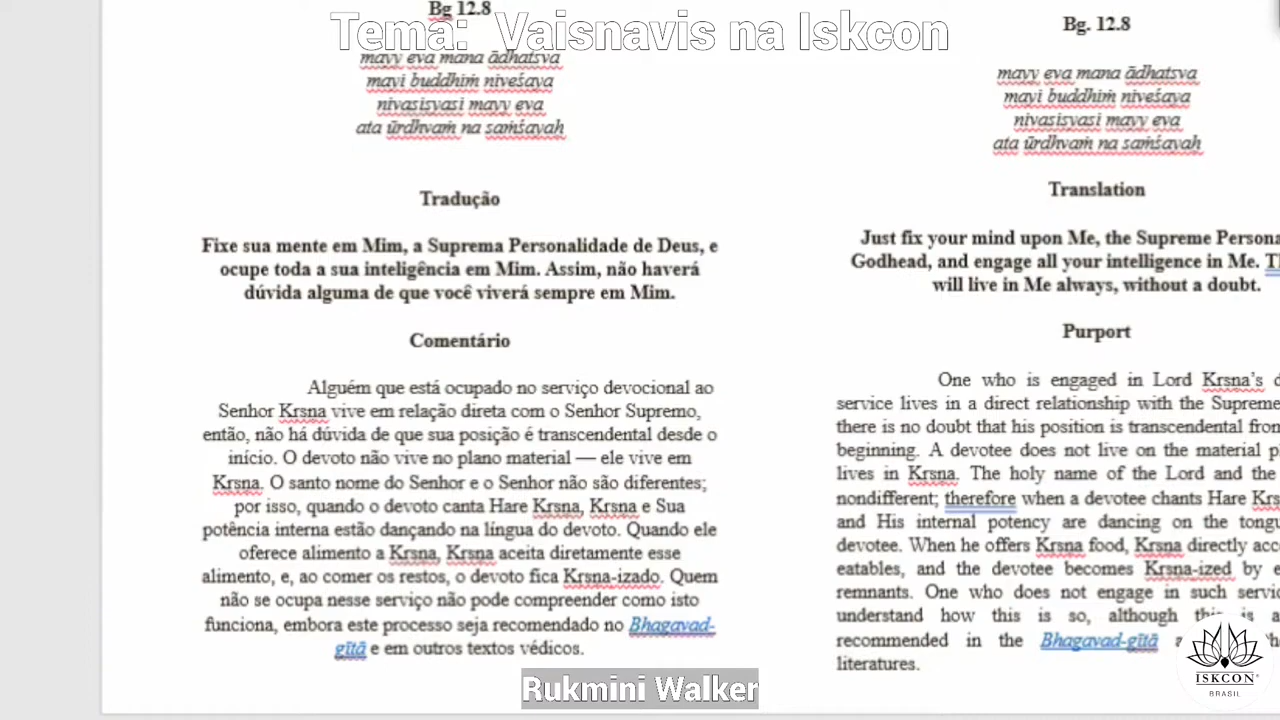 Tema: Vaisnavis na Iskcon
Bg 12.8
mayy eva mana ādhatsva
mayi buddhiṁ niveśaya
nivasisyasi mayy eva
ata ūrdhvaṁ na saṁśayah
Tradução
Fixe sua mente em Mim, a Suprema Personalidade de Deus, e
ocupe toda a sua inteligência em Mim. Assim, não haverá
dúvida alguma de que você viverá sempre em Mim.
Comentário
Alguém que está ocupado no serviço devocional ao
Senhor Krsna vive em relação direta com o Senhor Supremo,
então, não há dúvida de que sua posição é transcendental desde o
início. O devoto não vive no plano material — ele vive em
Krsna. O santo nome do Senhor e o Senhor não são diferentes;
por isso, quando o devoto canta Hare Krsna, Krsna e Sua
potência interna estão dançando na língua do devoto. Quando ele
oferece alimento a Krsna, Krsna aceita diretamente esse
alimento, e, ao comer os restos, o devoto fica Krsna-izado. Quem
não se ocupa nesse serviço não pode compreender como isto
funciona, embora este processo seja recomendado no Bhagavad-
gītā e em outros textos védicos.
Bg. 12.8
mayy eva mana ādhatsva
mayi buddhiṁ niveśaya
nivasisyasi mayy eva
ata ūrdhvaṁ na saṁśayah
Translation
Just fix your mind upon Me, the Supreme Persona
Godhead, and engage all your intelligence in Me.
will live in Me always, without a doubt.
Purport
One who is engaged in Lord Krsna's d
service lives in a direct relationship with the Supreme
there is no doubt that his position is transcendental from
beginning. A devotee does not live on the material p
lives in Krsna. The holy name of the Lord and the
nondifferent; therefore when a devotee chants Hare Krs
and His internal potency are dancing on the tong
devotee. When he offers Krsna food, Krsna directly acc
eatables, and the devotee becomes Krsna-ized by e
remnants. One who does not engage in such servic
understand how this is so, although this is a
recommended in the Bhagavad-gītā
literatures.
Rukmini Walker
ISKCON
BRASIL